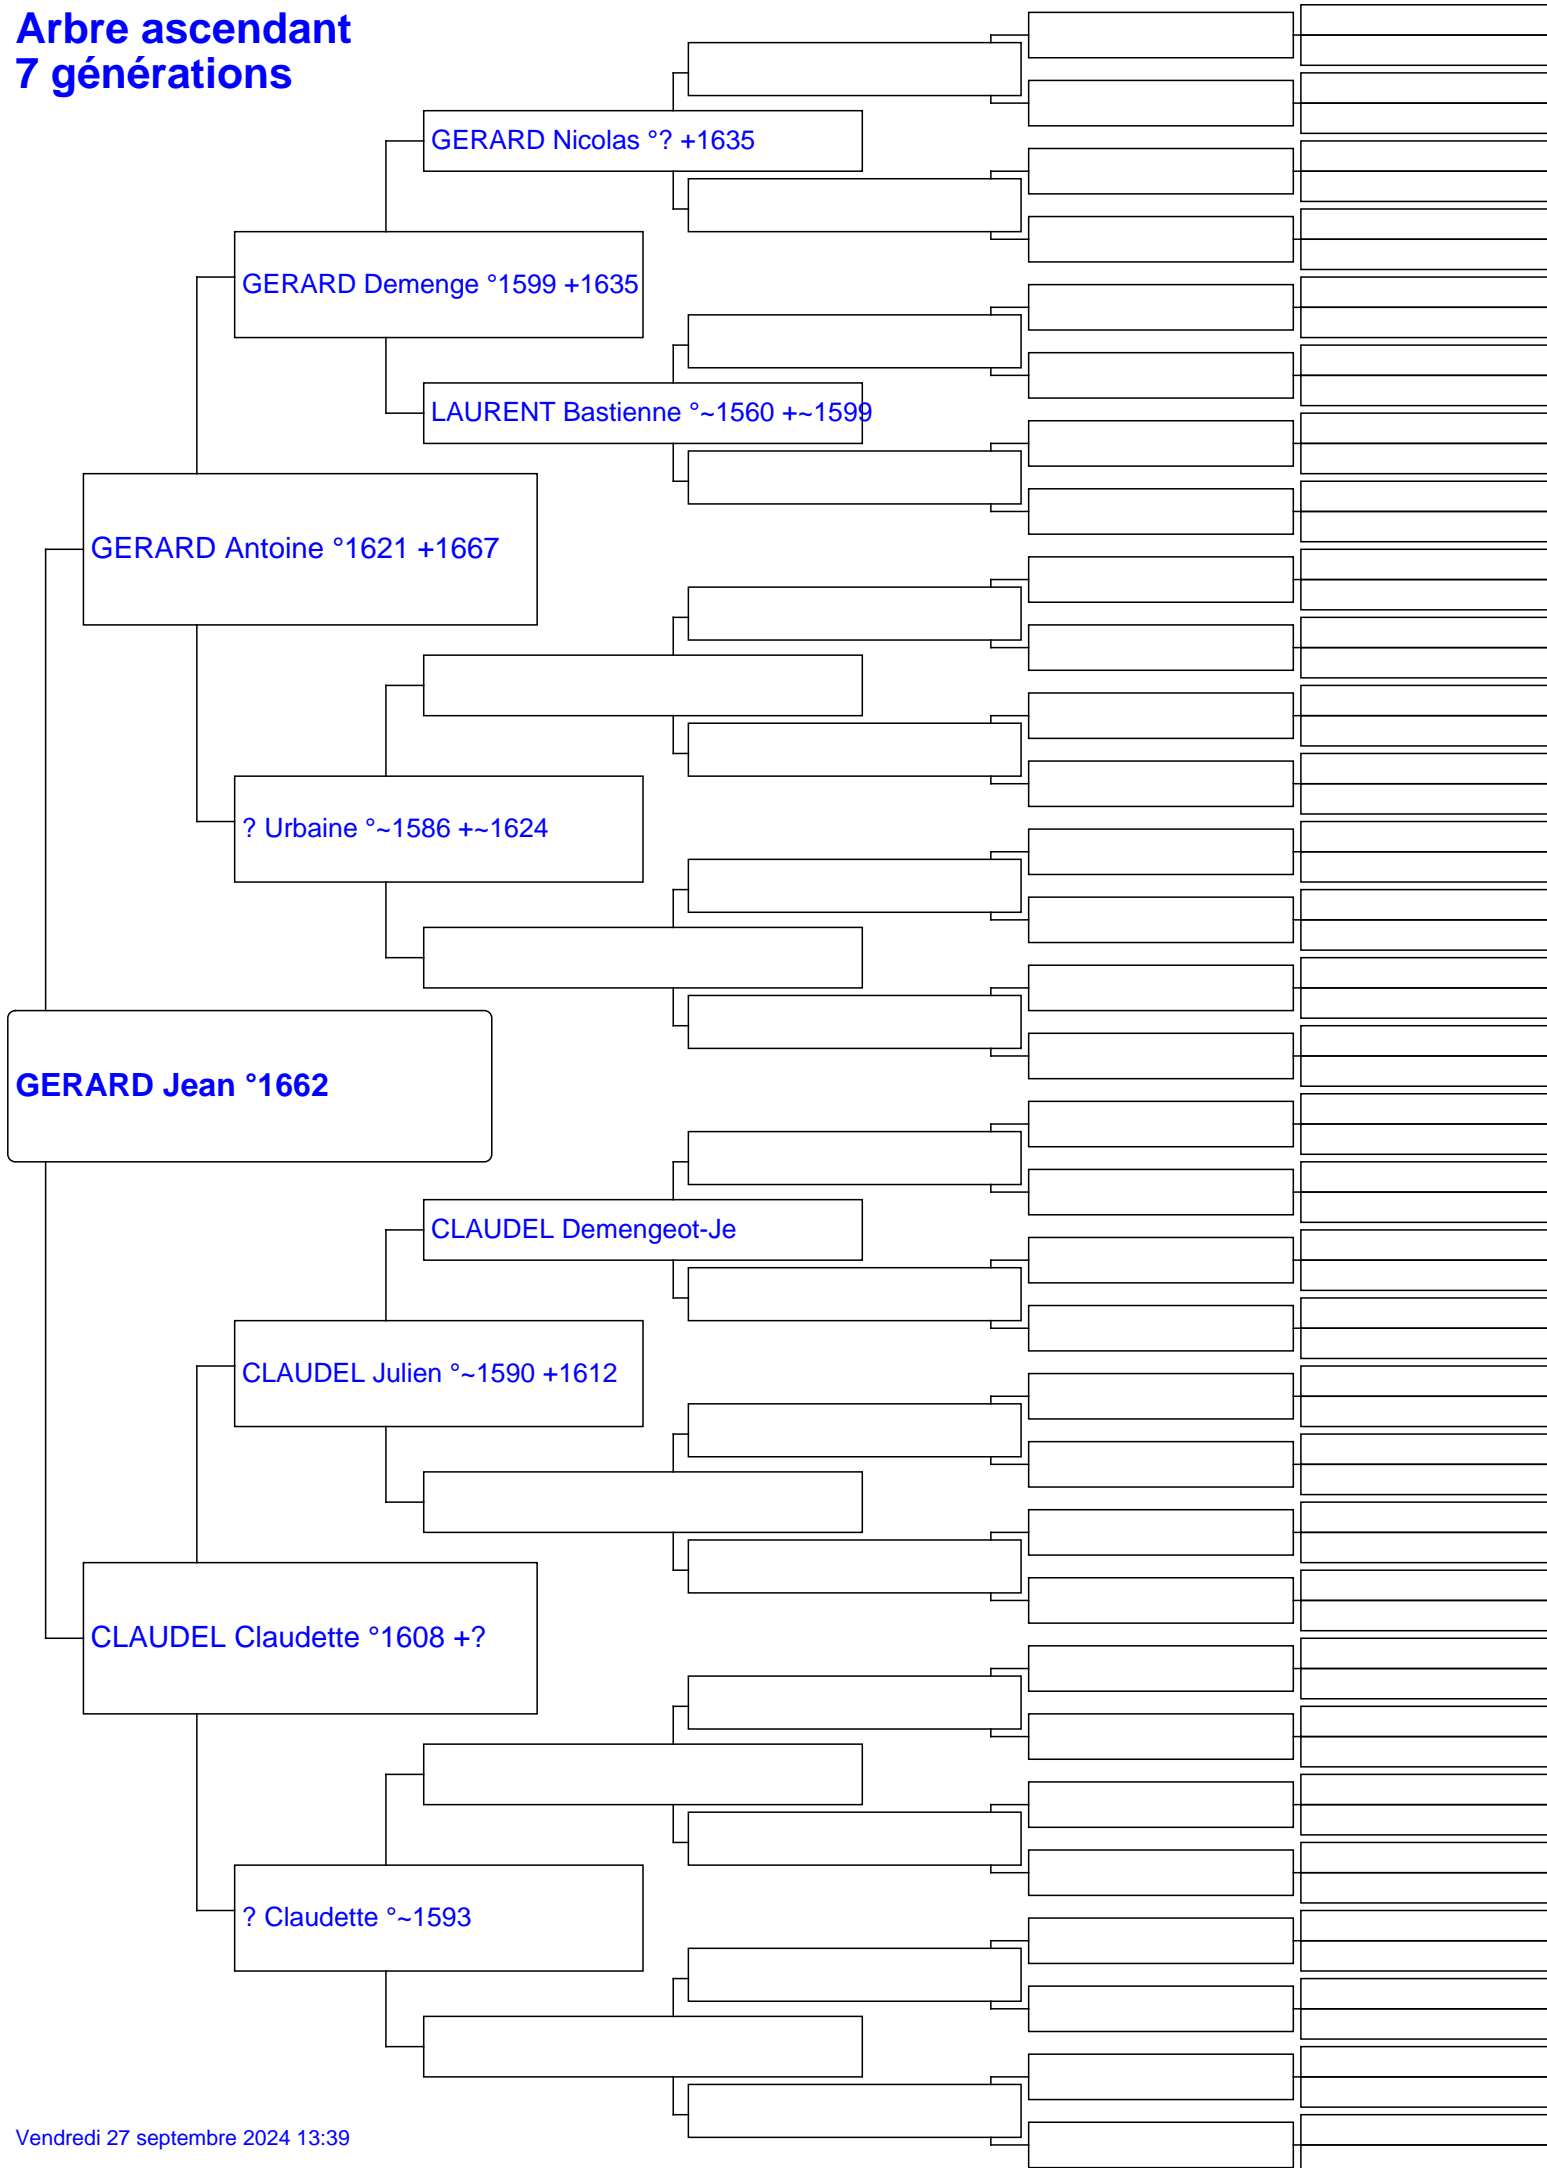 Arbre ascendant
7 générations
GERARD Nicolas °? +1635
GERARD Demenge °1599 +1635
LAURENT Bastienne °~1560 +~1599
GERARD Antoine °1621 +1667
? Urbaine °~1586 +~1624
GERARD Jean °1662
CLAUDEL Demengeot-Je
CLAUDEL Julien °~1590 +1612
CLAUDEL Claudette °1608 +?
? Claudette °~1593
Vendredi 27 septembre 2024 13:39